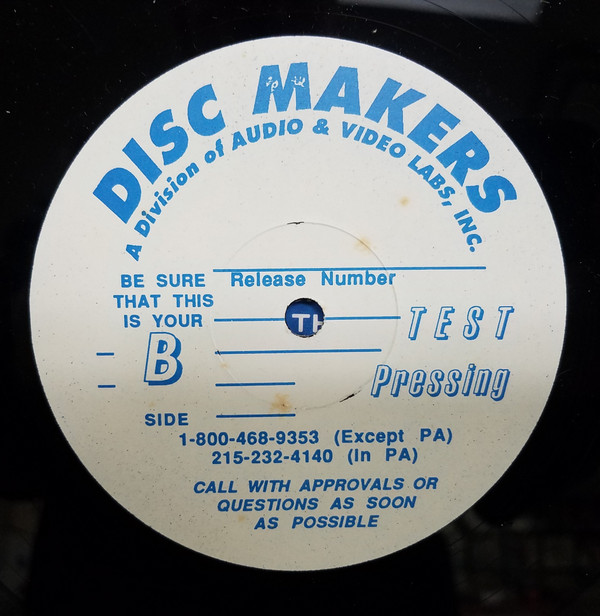 DISC MAKERS
A Division of AUDIO & VIDEO LABS, INC.
BE SURE
THAT THIS
IS YOUR
B
SIDE
Release Number
TH
TEST
Pressing
1-800-468-9353 (Except PA)
215-232-4140 (In PA)
CALL WITH APPROVALS OR
QUESTIONS AS SOON
AS POSSIBLE